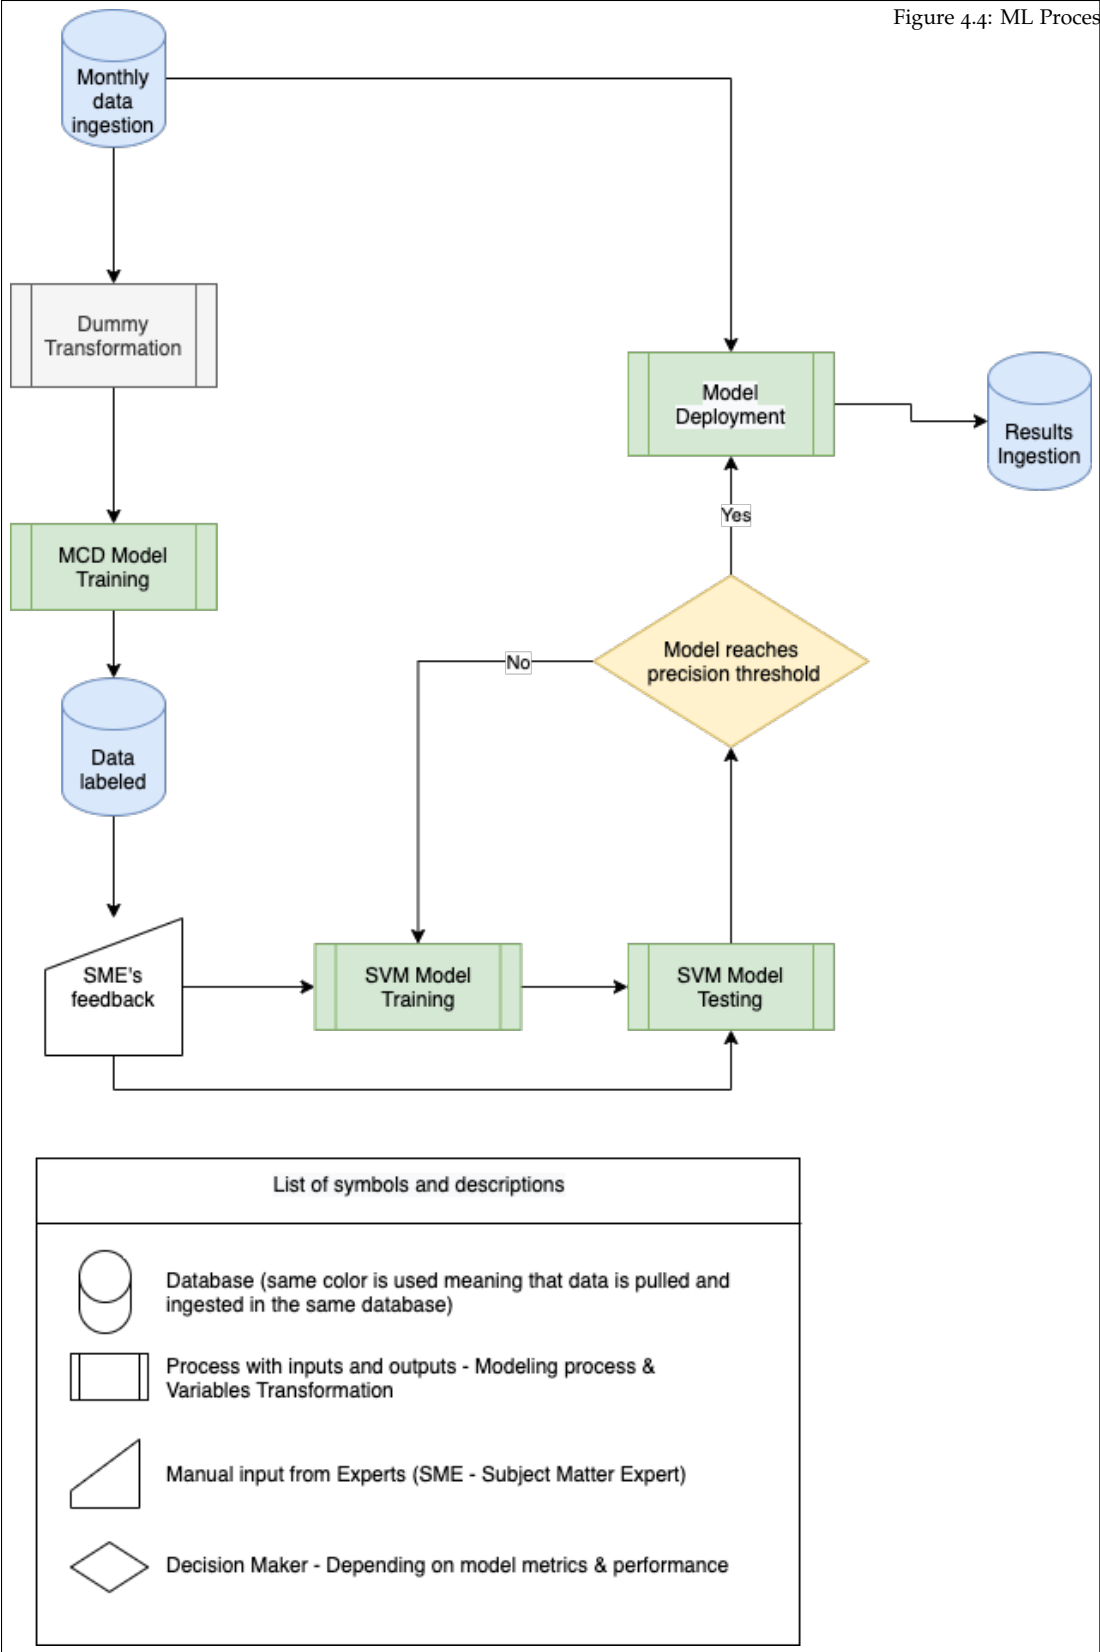 Figure 4.4: ML Proces
Monthly
data
ingestion
Dummy
Transformation
Model
Deployment
Results
Ingestion
MCD Model
Training
Yes
Model reaches
precision threshold
No
Data
labeled
SME's
feedback
SVM Model
Training
SVM Model
Testing
List of symbols and descriptions
Database (same color is used meaning that data is pulled and
ingested in the same database)
Process with inputs and outputs - Modeling process &
Variables Transformation
Manual input from Experts (SME - Subject Matter Expert)
Decision Maker - Depending on model metrics & performance